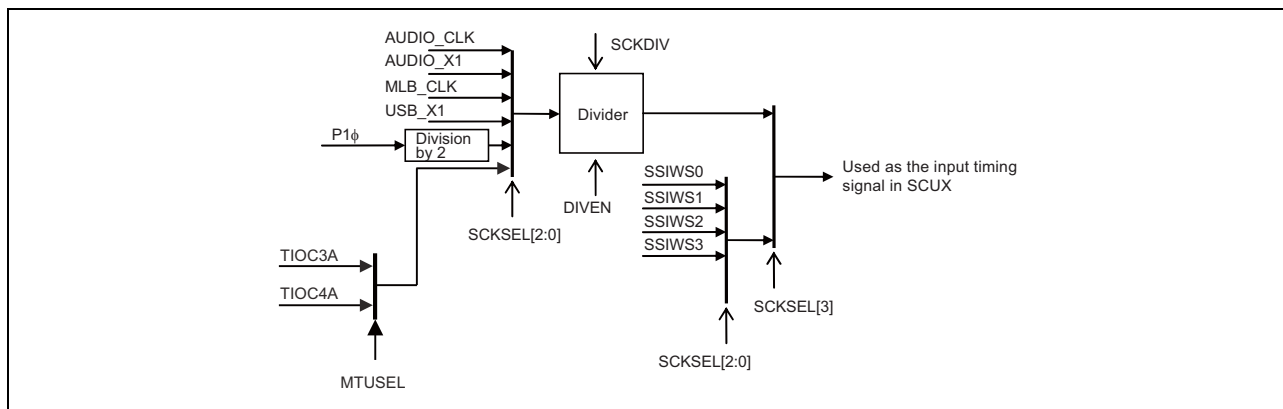 AUDIO_CLK
AUDIO_X1
MLB_CLK
USB_X1
P1ϕ
Division
by 2
SCKSEL[2:0]
SCKDIV
Divider
DIVEN
SSIWS0
SSIWS1
SSIWS2
SSIWS3
SCKSEL[2:0]
SCKSEL[3]
Used as the input timing
signal in SCUX
TIOC3A
TIOC4A
MTUSEL